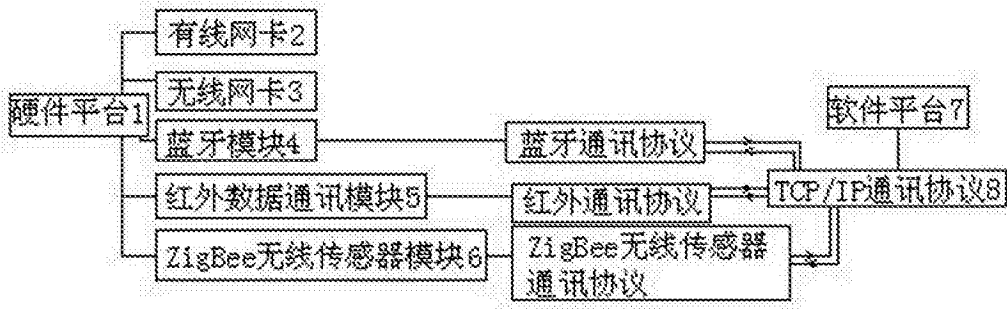 有线网卡2
无线网卡3
硬件平台1
蓝牙模块4
蓝牙通讯协议
软件平台7
红外数据通讯模块5
红外通讯协议
TCP/IP通讯协议8
ZigBee无线传感器模块6
ZigBee无线传感器
通讯协议